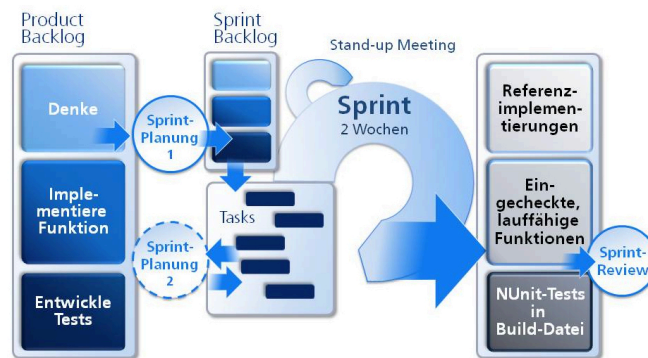 Product
Backlog
Denke
Imple-
mentiere
Funktion
Entwickle
Tests
Sprint-
Planung
1
Sprint-
Planung
2
Sprint
Backlog
Tasks
Stand-up Meeting
Sprint
2 Wochen
Referenz-
implemen-
tierungen
Ein-
gecheckte,
lauffähige
Funktionen
NUnit-Tests
in
Build-Datei
Sprint-
Review